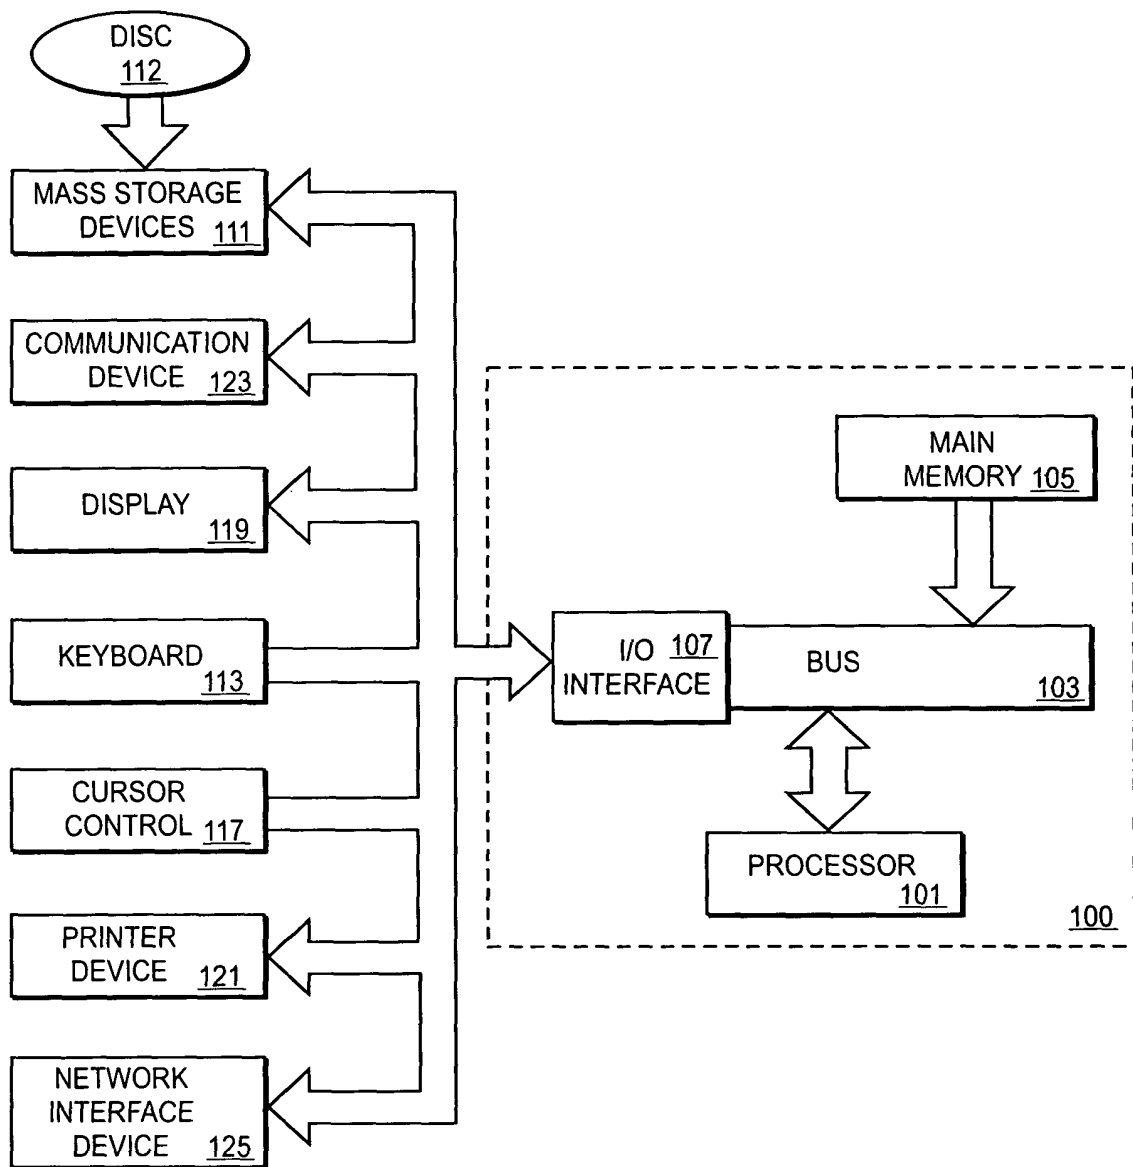 DISC
112
MASS STORAGE
DEVICES 111
COMMUNICATION
DEVICE 123
DISPLAY
119
KEYBOARD
113
CURSOR
CONTROL 117
PRINTER
DEVICE 121
NETWORK
INTERFACE
DEVICE 125
MAIN
MEMORY 105
I/O 107
INTERFACE
BUS
103
PROCESSOR
101
100